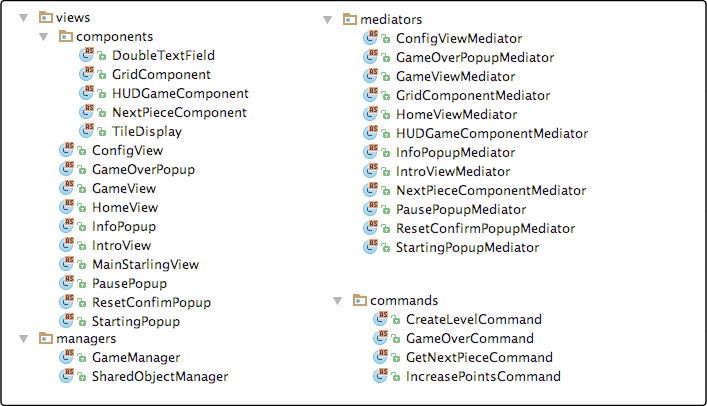 views
components
DoubleTextField
GridComponent
HUDGameComponent
NextPieceComponent
TileDisplay
ConfigView
GameOverPopup
GameView
HomeView
InfoPopup
IntroView
MainStarlingView
PausePopup
ResetConfimPopup
StartingPopup
managers
GameManager
SharedObjectManager
mediators
ConfigViewMediator
GameOverPopupMediator
GameViewMediator
GridComponentMediator
HomeViewMediator
HUDGameComponentMediator
InfoPopupMediator
IntroViewMediator
NextPieceComponentMediator
PausePopupMediator
ResetConfirmPopupMediator
StartingPopupMediator
commands
CreateLevelCommand
GameOverCommand
GetNextPieceCommand
IncreasePointsCommand